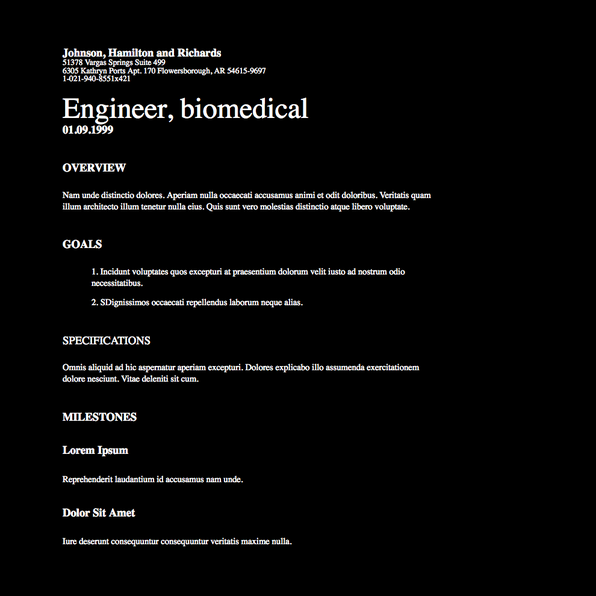 Johnson, Hamilton and Richards
51378 Vargas Springs Suite 499
6305 Kathryn Ports Apt. 170 Flowersborough, AR 54615-9697
1-021-940-8551x421
Engineer, biomedical
01.09.1999
OVERVIEW
Nam unde distinctio dolores. Aperiam nulla occaecati accusamus animi et odit doloribus. Veritatis quam
illum architecto illum tenetur nulla eius. Quis sunt vero molestias distinctio atque libero voluptate.
GOALS
1. Incidunt voluptates quos excepturi at praesentium dolorum velit iusto ad nostrum odio
necessitatibus.
2. SDignissimos occaecati repellendus laborum neque alias.
SPECIFICATIONS
Omnis aliquid ad hic aspernatur aperiam excepturi. Dolores explicabo illo assumenda exercitationem
dolore nesciunt. Vitae deleniti sit cum.
MILESTONES
Lorem Ipsum
Reprehenderit laudantium id accusamus nam unde.
Dolor Sit Amet
Iure deserunt consequuntur consequuntur veritatis maxime nulla.